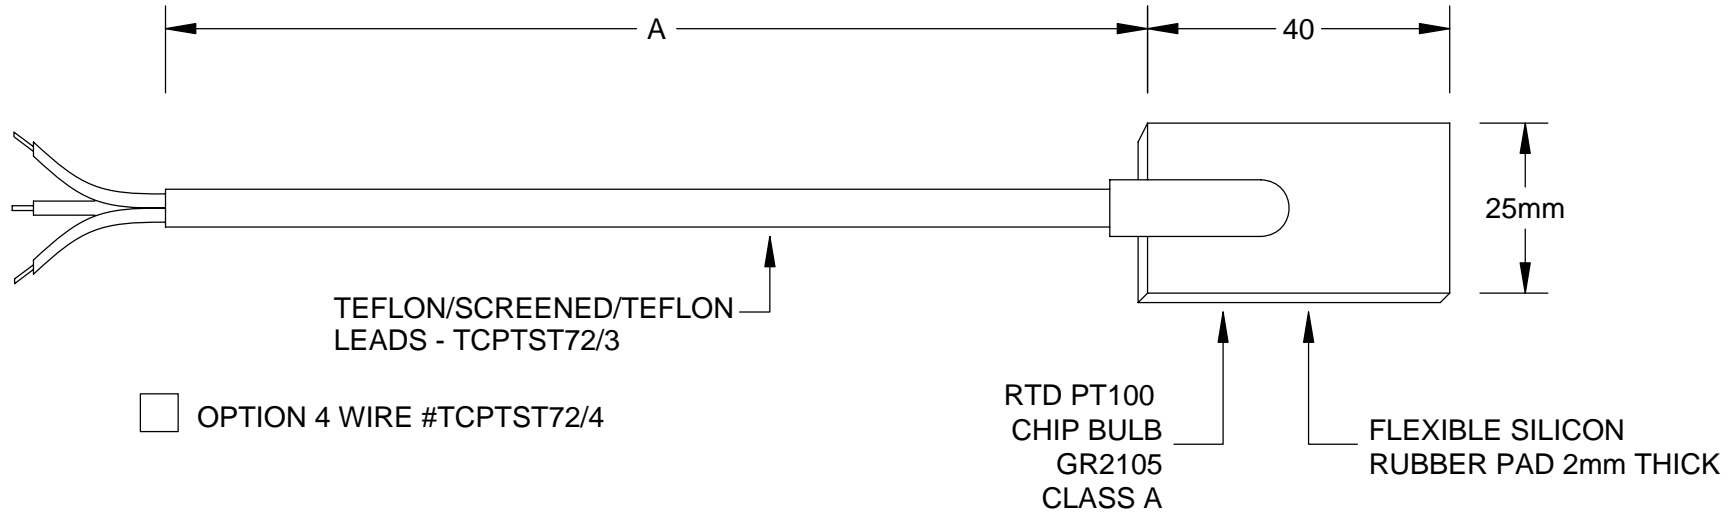 A
40
25mm
TEFLON/SCREENED/TEFLON
LEADS - TCPTST72/3
OPTION 4 WIRE #TCPTST72/4
RTD PT100
CHIP BULB
GR2105
CLASS A
FLEXIBLE SILICON
RUBBER PAD 2mm THICK